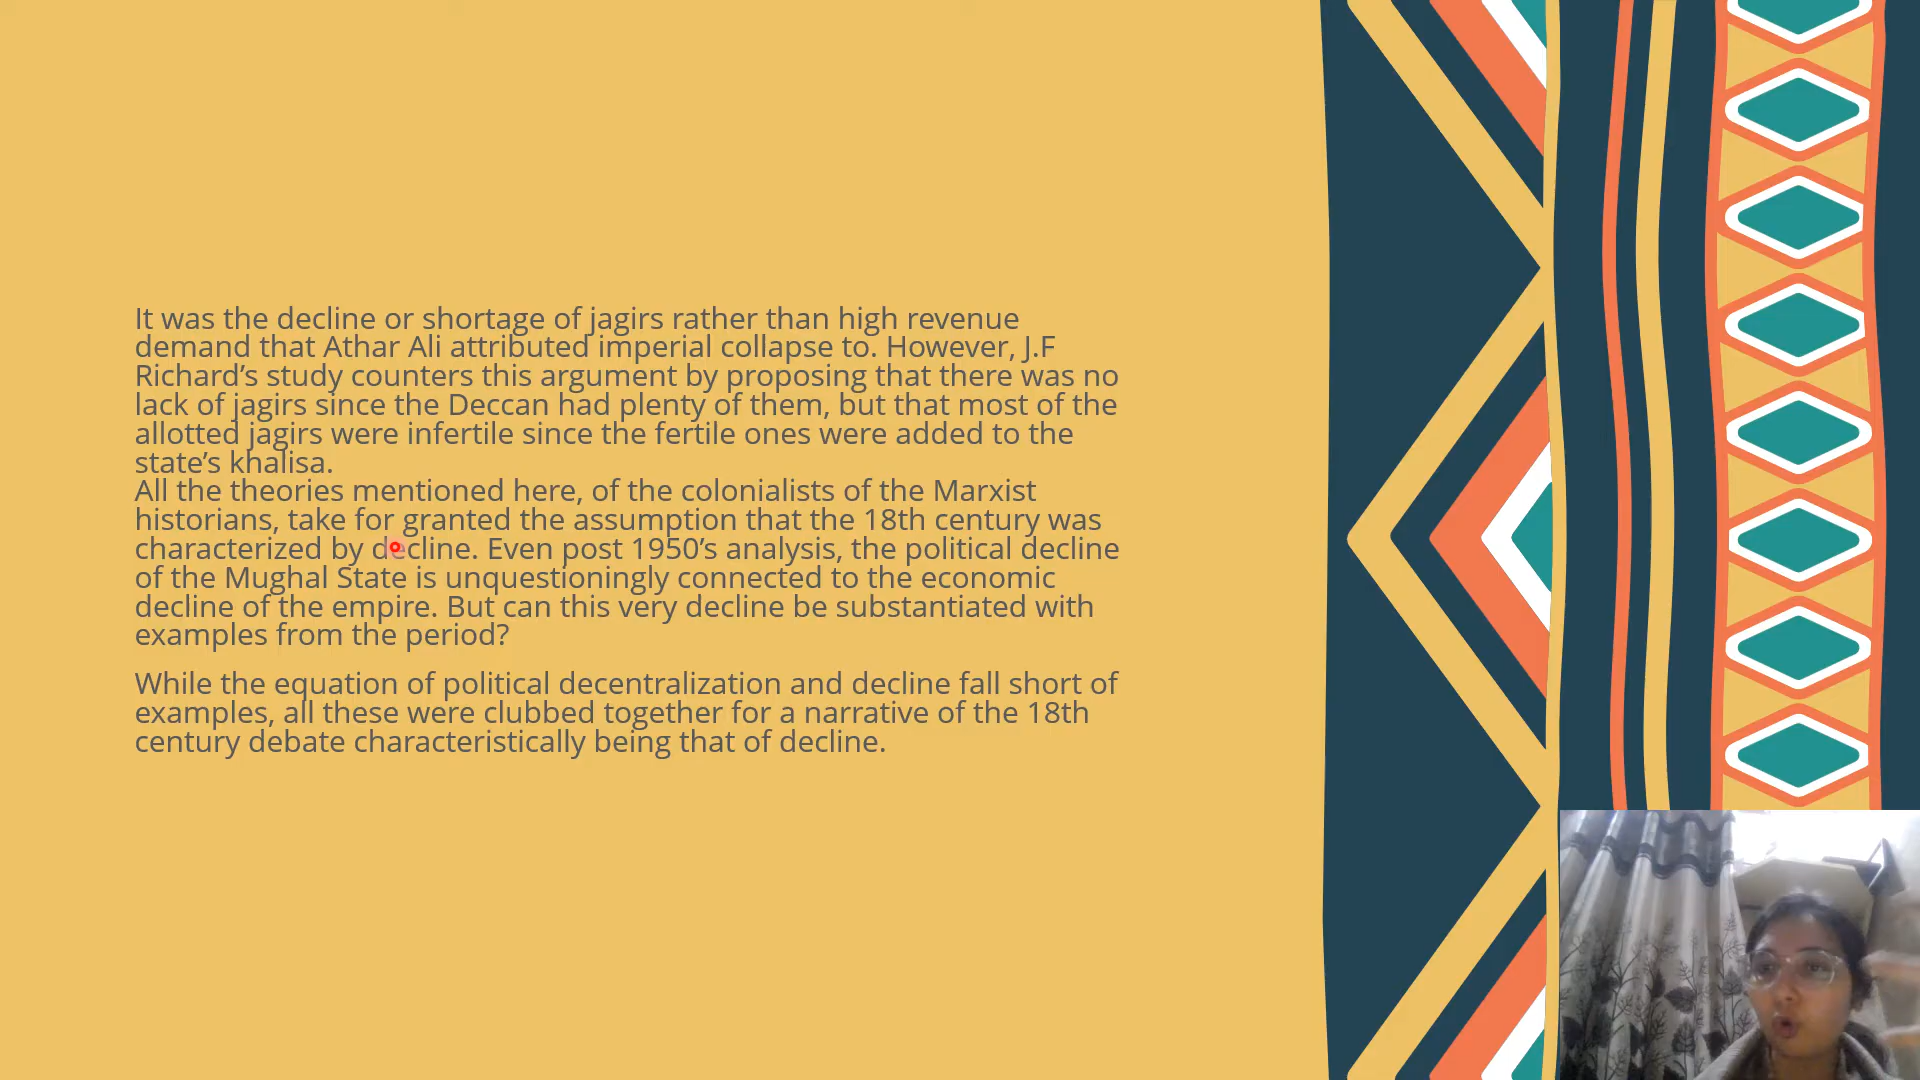 It was the decline or shortage of jagirs rather than high revenue
demand that Athar Ali attributed imperial collapse to. However, J.F
Richard’s study counters this argument by proposing that there was no
lack of jagirs since the Deccan had plenty of them, but that most of the
allotted jagirs were infertile since the fertile ones were added to the
state’s khalisa.
All the theories mentioned here, of the colonialists of the Marxist
historians, take for granted the assumption that the 18th century was
characterized by decline. Even post 1950’s analysis, the political decline
of the Mughal State is unquestioningly connected to the economic
decline of the empire. But can this very decline be substantiated with
examples from the period?
While the equation of political decentralization and decline fall short of
examples, all these were clubbed together for a narrative of the 18th
century debate characteristically being that of decline.